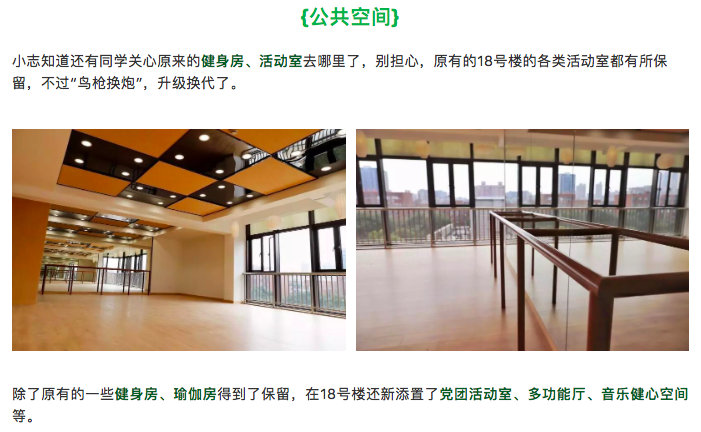 {公共空间}
小志知道还有同学关心原来的健身房、活动室去哪里了，别担心，原有的18号楼的各类活动室都有所保
留，不过“鸟枪换炮”，升级换代了。
除了原有的一些健身房、瑜伽房得到了保留，在18号楼还新添置了党团活动室、多功能厅、音乐健心空间
等。